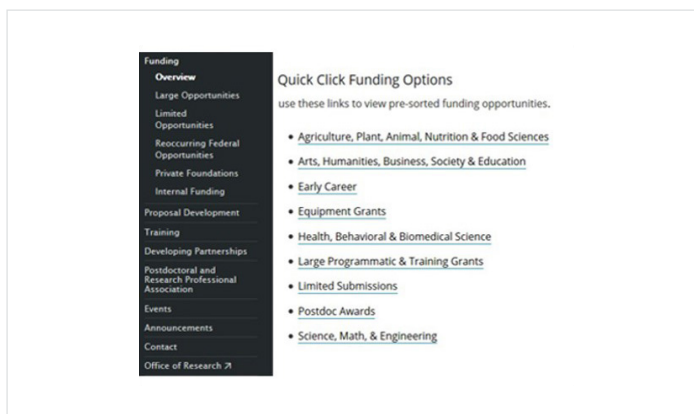 Funding
Overview
Large Opportunities
Limited
Opportunities
Reoccurring Federal
Opportunities
Private Foundations
Internal Funding
Proposal Development
Training
Developing Partnerships
Postdoctoral and
Research Professional
Association
Events
Announcements
Contact
Office of Research ↗
Quick Click Funding Options
use these links to view pre-sorted funding opportunities.
• Agriculture, Plant, Animal, Nutrition & Food Sciences
• Arts, Humanities, Business, Society & Education
• Early Career
• Equipment Grants
• Health, Behavioral & Biomedical Science
• Large Programmatic & Training Grants
• Limited Submissions
• Postdoc Awards
• Science, Math, & Engineering